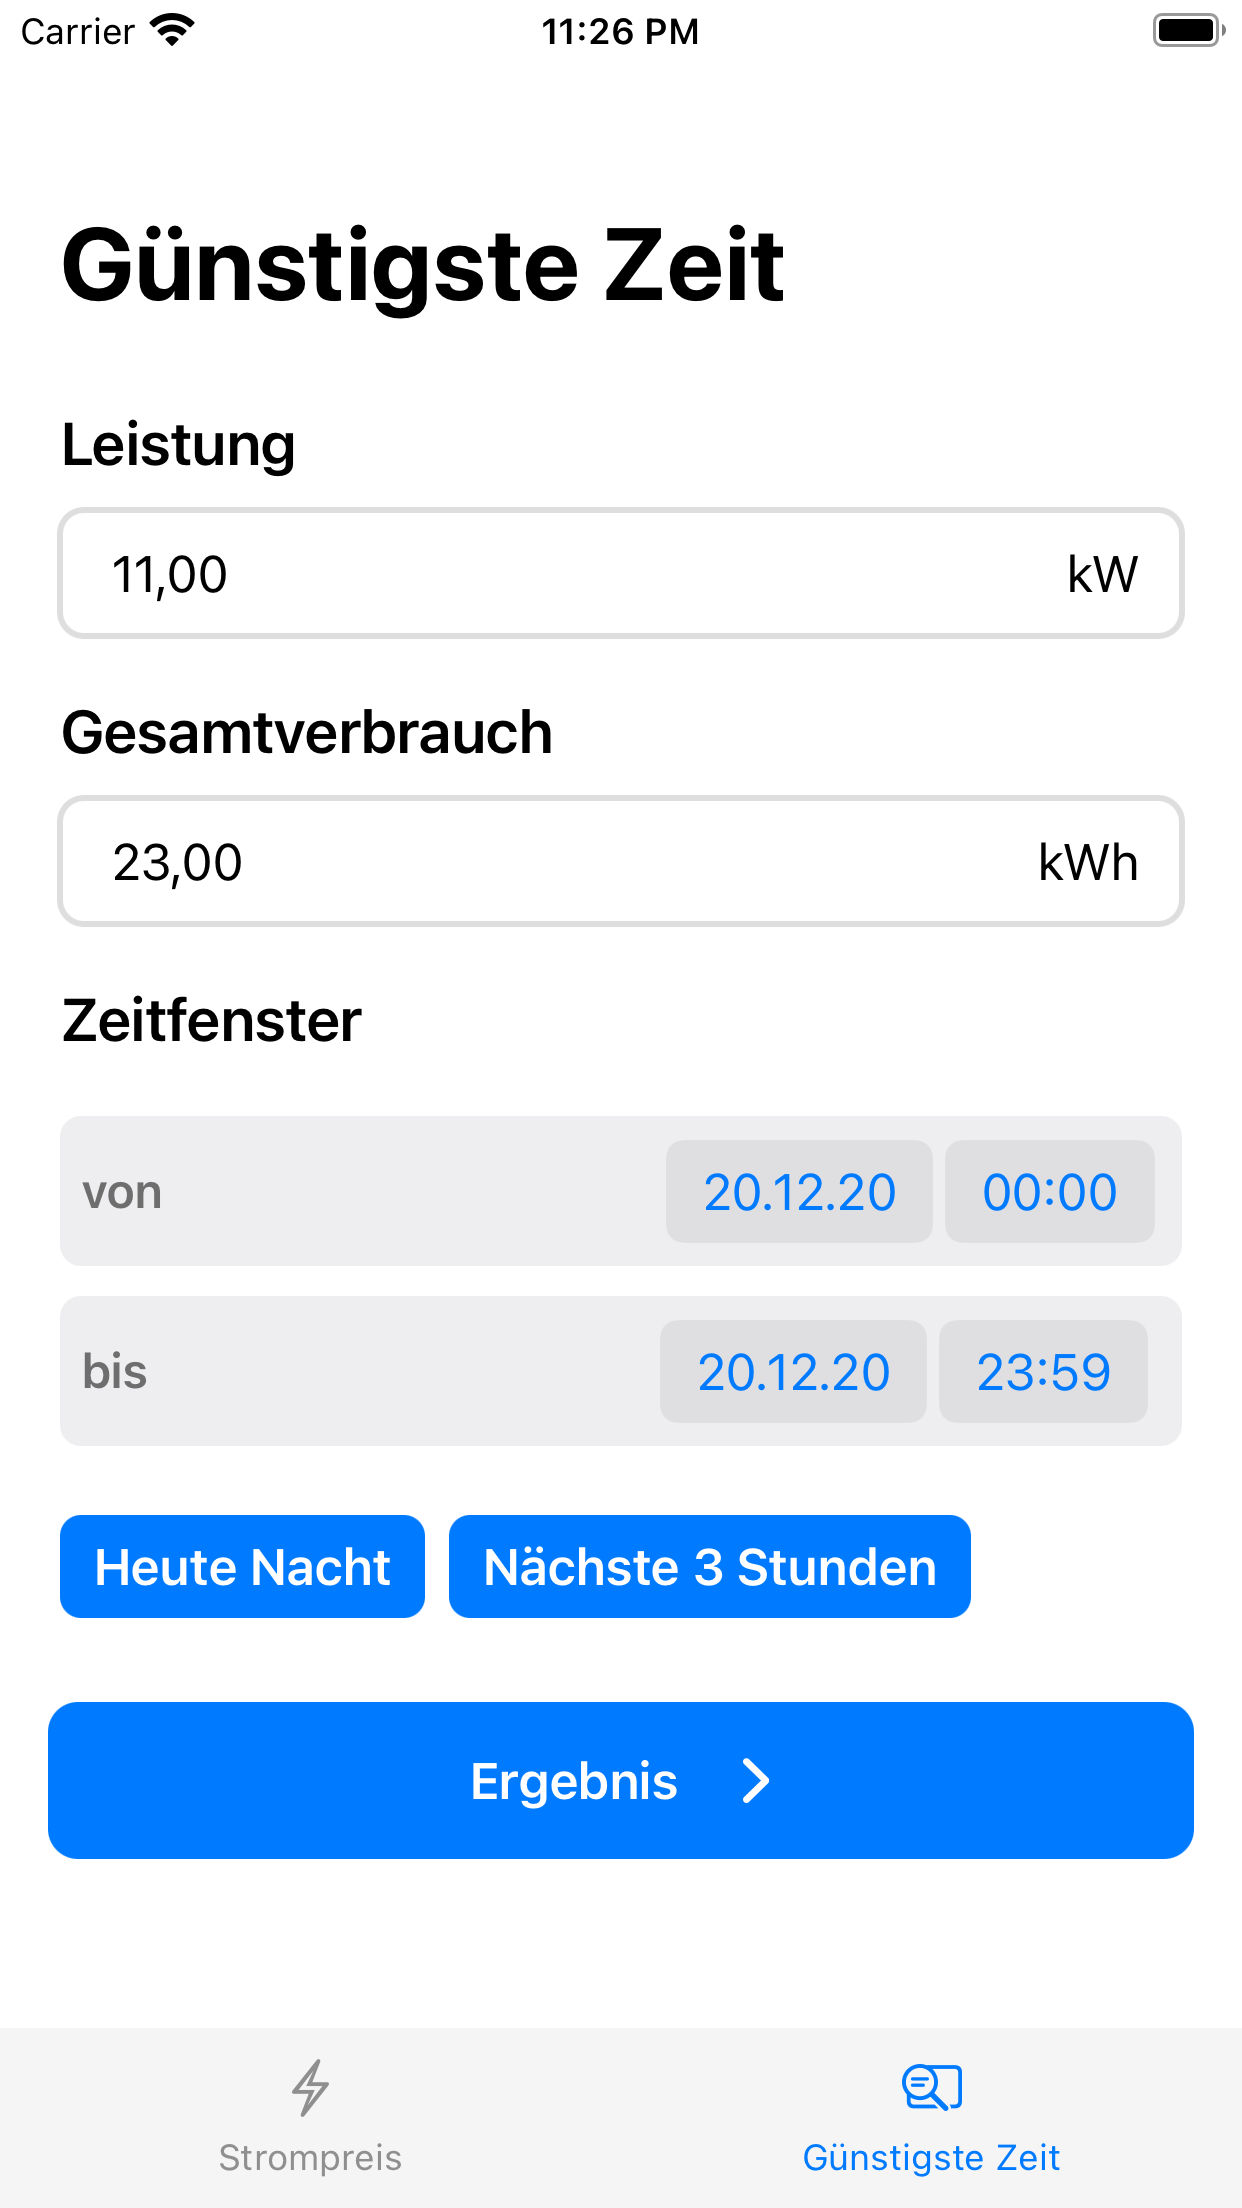 Carrier 11:26 PM
Günstigste Zeit
Leistung
11,00 kW
Gesamtverbrauch
23,00 kWh
Zeitfenster
von 20.12.20 00:00
bis 20.12.20 23:59
Heute Nacht Nächste 3 Stunden
Ergebnis
Strompreis Günstigste Zeit